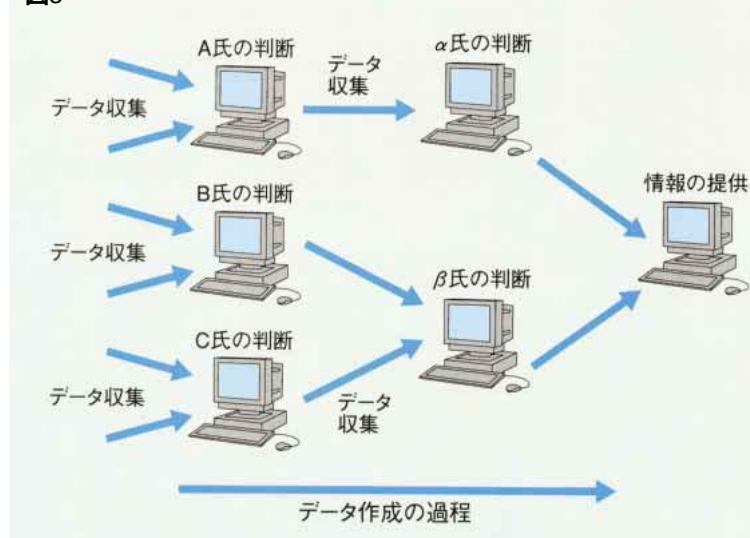 A氏の判断
α氏の判断
データ
収集
データ収集
情報の提供
B氏の判断
データ収集
β氏の判断
C氏の判断
データ収集
データ
収集
データ作成の過程